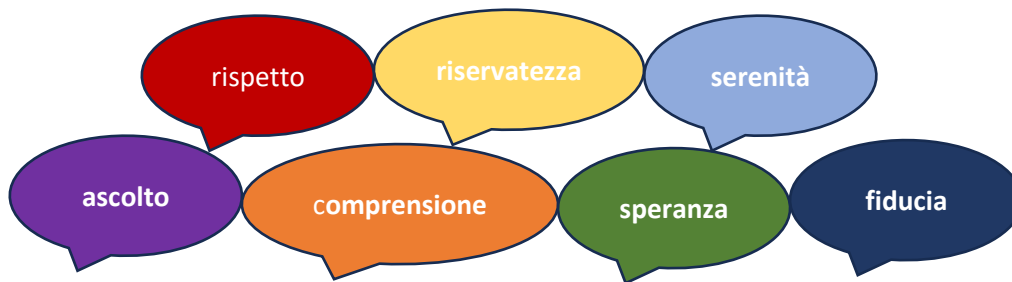 rispetto
riservatezza
serenità
ascolto
comprensione
speranza
fiducia